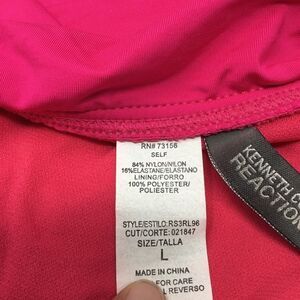 RN# 73156
SELF
84% NYLON/NILON
16%ELASTANE/ELASTANO
LINING/FORRO
100% POLYESTER/
POLIESTER
STYLE/ESTILO: RS3RL96
CUT/CORTE: 021847
SIZE/TALLA
L
MADE IN CHINA
FOR CARE
REVERSO
KENNETH
REACTION